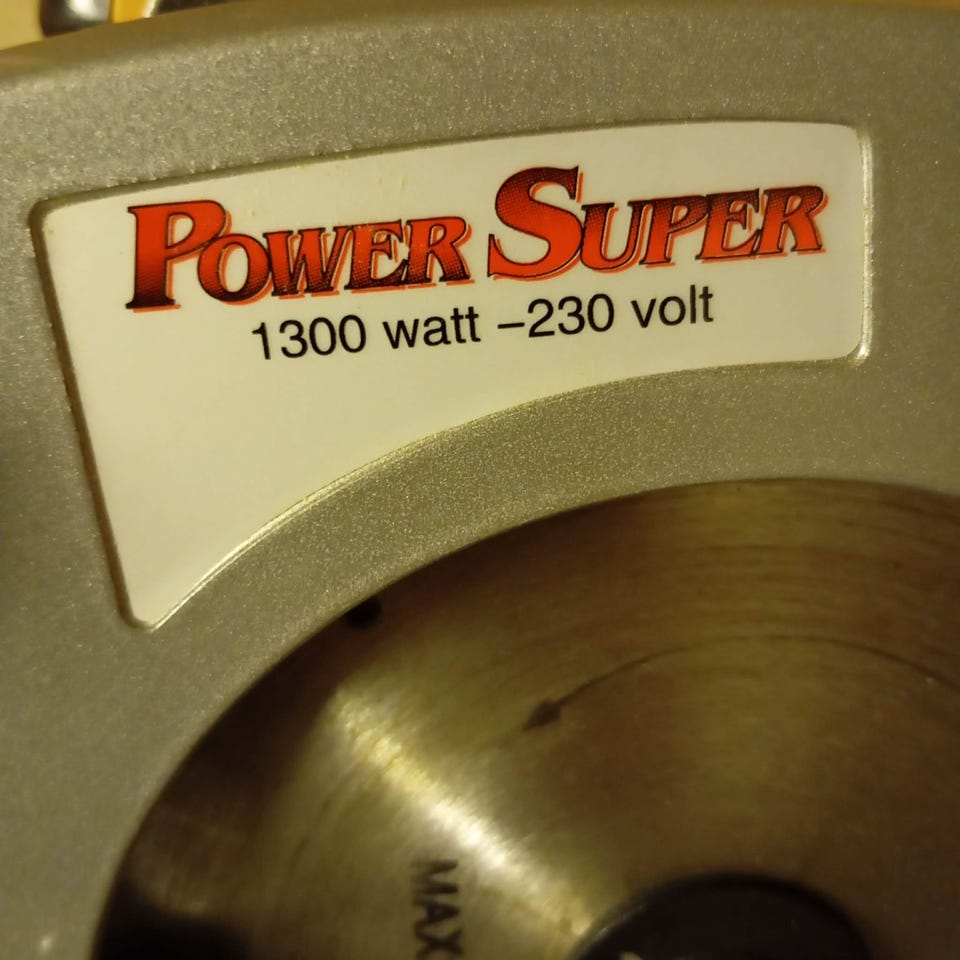 POWER SUPER
1300 watt –230 volt
MAX